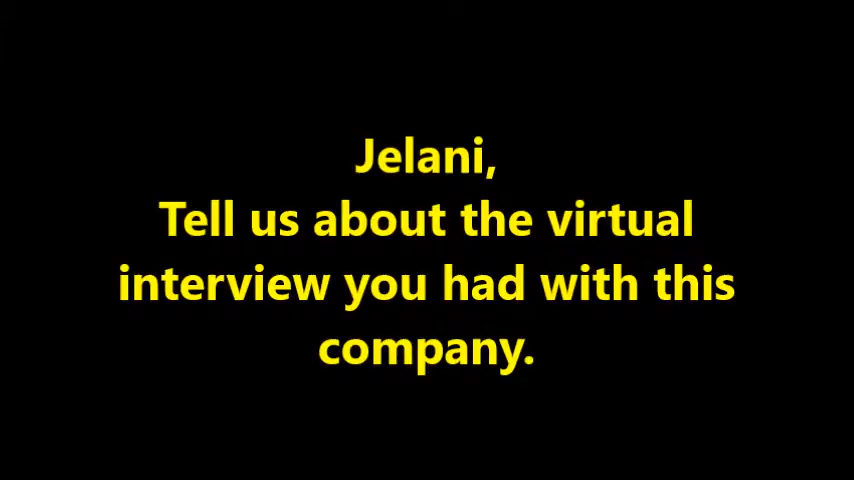 Jelani,
Tell us about the virtual
interview you had with this
company.